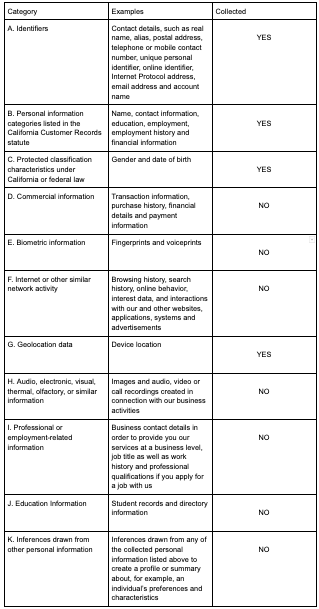 Category Examples Collected
A. Identifiers
Contact details, such as real
name, alias, postal address,
telephone or mobile contact
number, unique personal
identifier, online identifier,
Internet Protocol address,
email address and account
name
YES
B. Personal information
categories listed in the
California Customer Records
statute
Name, contact information,
education, employment,
employment history and
financial information
YES
C. Protected classification
characteristics under
California or federal law
Gender and date of birth
YES
D. Commercial information
Transaction information,
purchase history, financial
details and payment
information
NO
E. Biometric information
Fingerprints and voiceprints
NO
F. Internet or other similar
network activity
Browsing history, search
history, online behavior,
interest data, and interactions
with our and other websites,
applications, systems and
advertisements
NO
G. Geolocation data
Device location
YES
H. Audio, electronic, visual,
thermal, olfactory, or similar
information
Images and audio, video or
call recordings created in
connection with our business
activities
NO
I. Professional or
employment-related
information
Business contact details in
order to provide you our
services at a business level,
job title as well as work
history and professional
qualifications if you apply for
a job with us
NO
J. Education Information
Student records and directory
information
NO
K. Inferences drawn from
other personal information
Inferences drawn from any of
the collected personal
information listed above to
create a profile or summary
about, for example, an
individual's preferences and
characteristics
NO